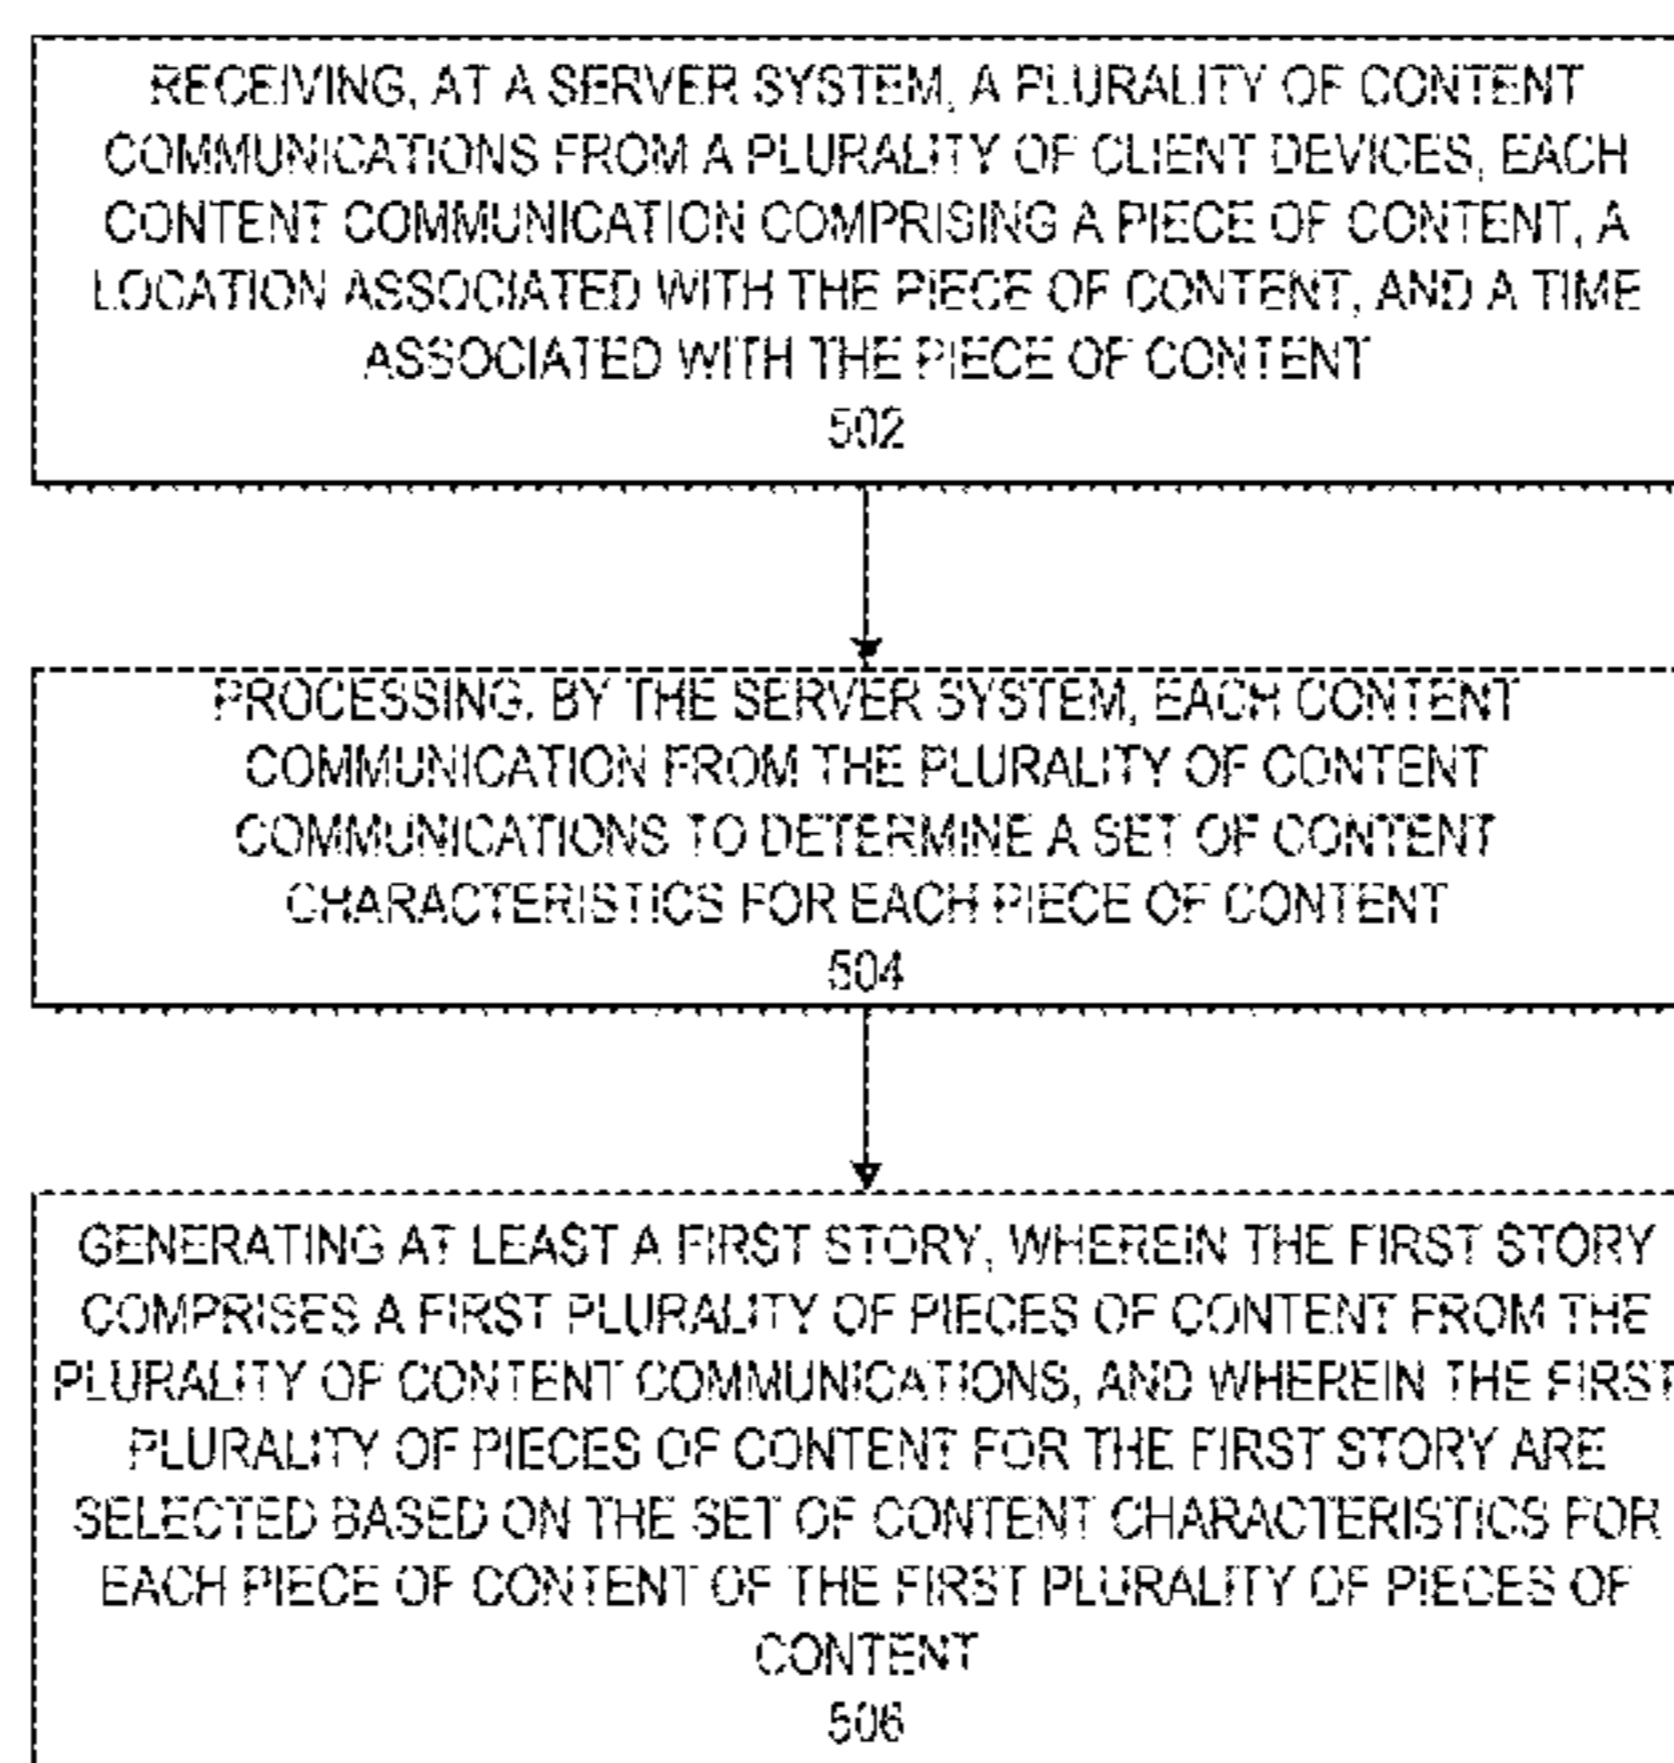 RECEIVING, AT A SERVER SYSTEM, A PLURALITY OF CONTENT
COMMUNICATIONS FROM A PLURALITY OF CLIENT DEVICES, EACH
CONTENT COMMUNICATION COMPRISING A PIECE OF CONTENT, A
LOCATION ASSOCIATED WITH THE PIECE OF CONTENT, AND A TIME
ASSOCIATED WITH THE PIECE OF CONTENT
502
PROCESSING, BY THE SERVER SYSTEM, EACH CONTENT
COMMUNICATION FROM THE PLURALITY OF CONTENT
COMMUNICATIONS TO DETERMINE A SET OF CONTENT
CHARACTERISTICS FOR EACH PIECE OF CONTENT
504
GENERATING AT LEAST A FIRST STORY, WHEREIN THE FIRST STORY
COMPRISES A FIRST PLURALITY OF PIECES OF CONTENT FROM THE
PLURALITY OF CONTENT COMMUNICATIONS, AND WHEREIN THE FIRST
PLURALITY OF PIECES OF CONTENT FOR THE FIRST STORY ARE
SELECTED BASED ON THE SET OF CONTENT CHARACTERISTICS FOR
EACH PIECE OF CONTENT OF THE FIRST PLURALITY OF PIECES OF
CONTENT
506